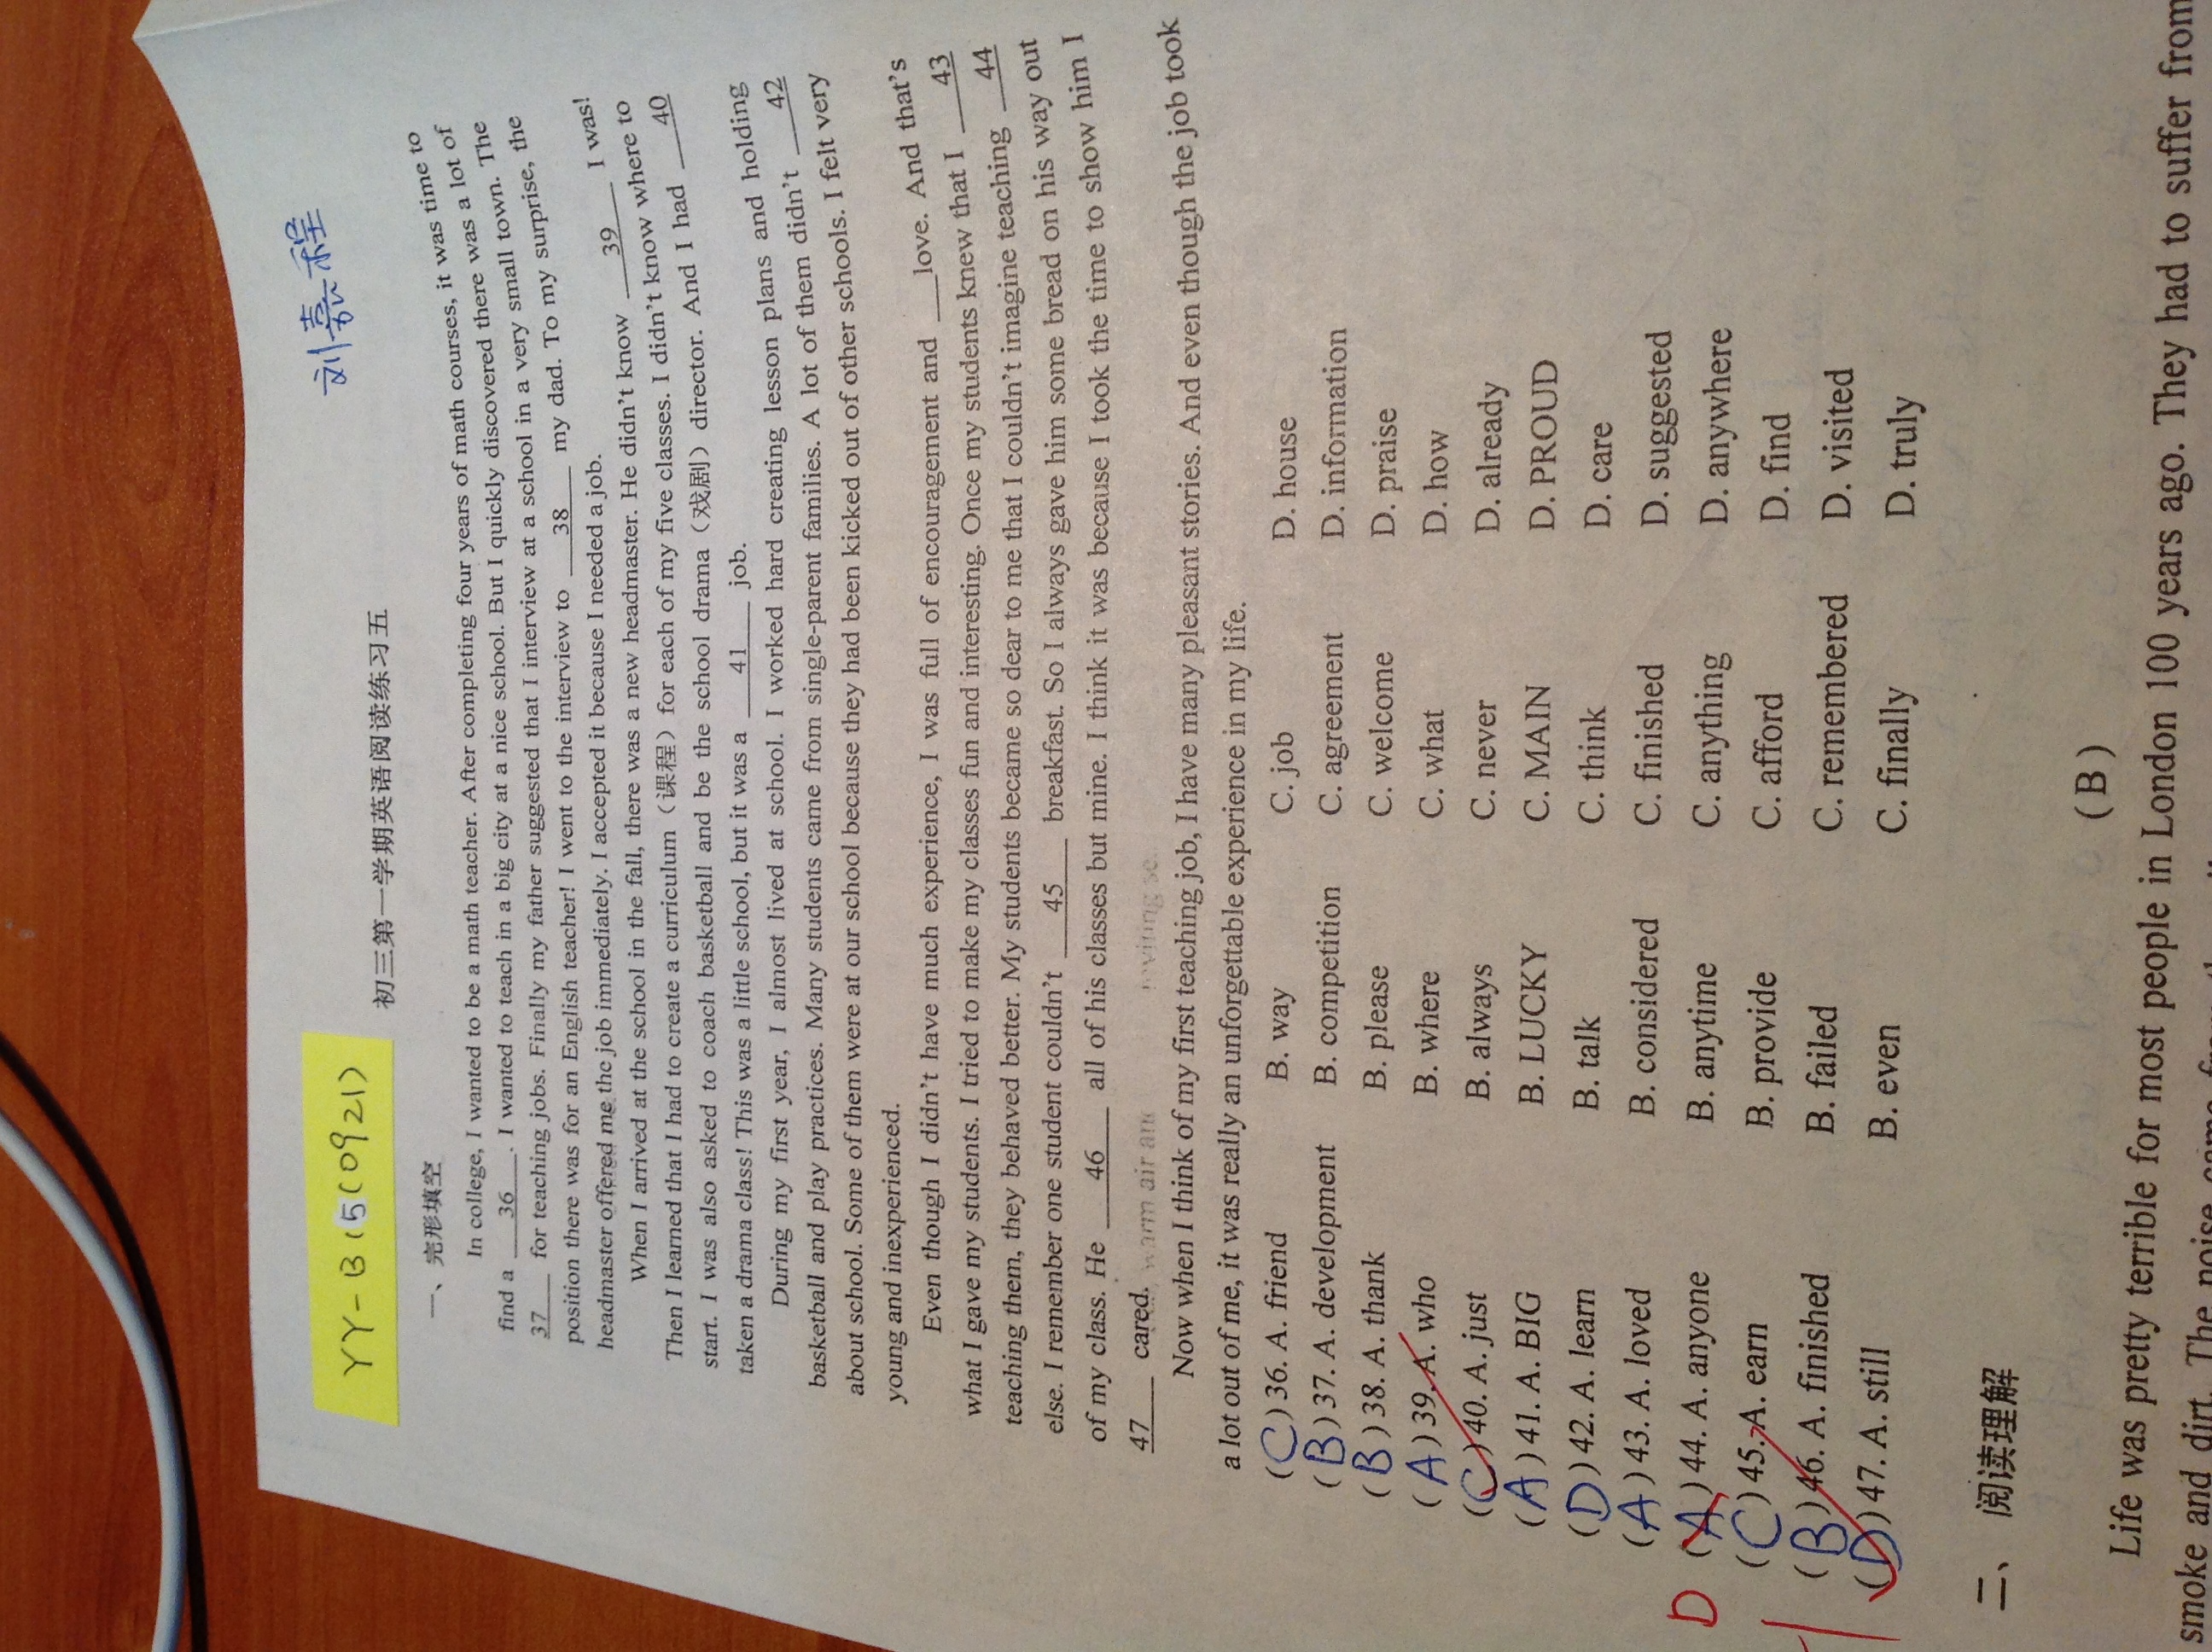 刘嘉程
YY-B15(0921)
初三第一学期英语阅读练习五
一、完形填空
In college, I wanted to be a math teacher. After completing four years of math courses, it was time to
find a 36 . I wanted to teach in a big city at a nice school. But I quickly discovered there was a lot of
37 for teaching jobs. Finally my father suggested that I interview at a school in a very small town. The
position there was for an English teacher! I went to the interview to 38 my dad. To my surprise, the
headmaster offered me the job immediately. I accepted it because I needed a job.
When I arrived at the school in the fall, there was a new headmaster. He didn't know 39 I was!
Then I learned that I had to create a curriculum（课程）for each of my five classes. I didn't know where to
start. I was also asked to coach basketball and be the school drama（戏剧）director. And I had 40
taken a drama class! This was a little school, but it was a 41 job.
During my first year, I almost lived at school. I worked hard creating lesson plans and holding
basketball and play practices. Many students came from single-parent families. A lot of them didn't 42
about school. Some of them were at our school because they had been kicked out of other schools. I felt very
young and inexperienced.
Even though I didn't have much experience, I was full of encouragement and ___love. And that's
what I gave my students. I tried to make my classes fun and interesting. Once my students knew that I 43
teaching them, they behaved better. My students became so dear to me that I couldn't imagine teaching 44
else. I remember one student couldn't 45 breakfast. So I always gave him some bread on his way out
of my class. He 46 all of his classes but mine. I think it was because I took the time to show him I
47 cared. warm air
Now when I think of my first teaching job, I have many pleasant stories. And even though the job took
a lot out of me, it was really an unforgettable experience in my life.
(C) 36. A. friend B. way C. job D. house
(B) 37. A. development B. competition C. agreement D. information
(B) 38. A. thank B. please C. welcome D. praise
(A) 39. A. who B. where C. what D. how
(C) 40. A. just B. always C. never D. already
(A) 41. A. BIG B. LUCKY C. MAIN D. PROUD
(D) 42. A. learn B. talk C. think D. care
(A) 43. A. loved B. considered C. finished D. suggested
D (A) 44. A. anyone B. anytime C. anything D. anywhere
(C) 45. A. earn B. provide C. afford D. find
(B) 46. A. finished B. failed C. remembered D. visited
(D) 47. A. still B. even C. finally D. truly
二、 阅读理解
(B)
Life was pretty terrible for most people in London 100 years ago. They had to suffer from
smoke and dirt. The noise came from the